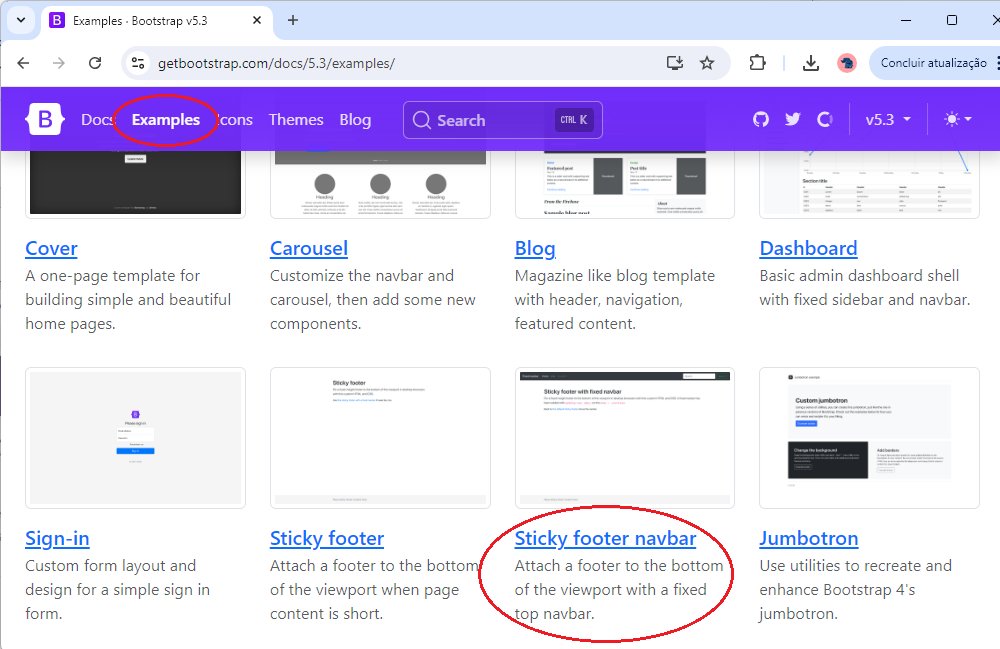 Examples · Bootstrap v5.3
getbootstrap.com/docs/5.3/examples/
Concluir atualização
B Docs Examples Icons Themes Blog Search CTRL K v5.3
Heading Heading Heading
Featured post Post title
From the Firehose
Sample blog post
About
Section title
Cover Carousel Blog Dashboard
A one-page template for
building simple and beautiful
home pages.
Customize the navbar and
carousel, then add some new
components.
Magazine like blog template
with header, navigation,
featured content.
Basic admin dashboard shell
with fixed sidebar and navbar.
Please sign in
Sticky footer
Sticky footer with fixed navbar
Custom jumbotron
Change the background
Add borders
Sign-in Sticky footer Sticky footer navbar Jumbotron
Custom form layout and
design for a simple sign in
form.
Attach a footer to the bottom
of the viewport when page
content is short.
Attach a footer to the bottom
of the viewport with a fixed
top navbar.
Use utilities to recreate and
enhance Bootstrap 4's
jumbotron.